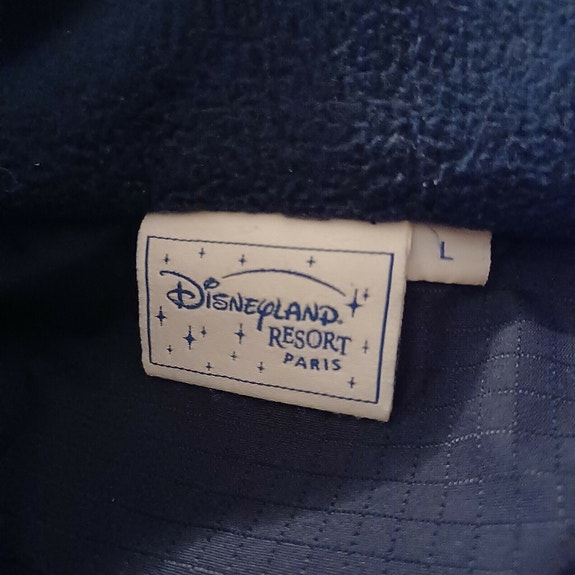 Disneyland
Resort
Paris
L